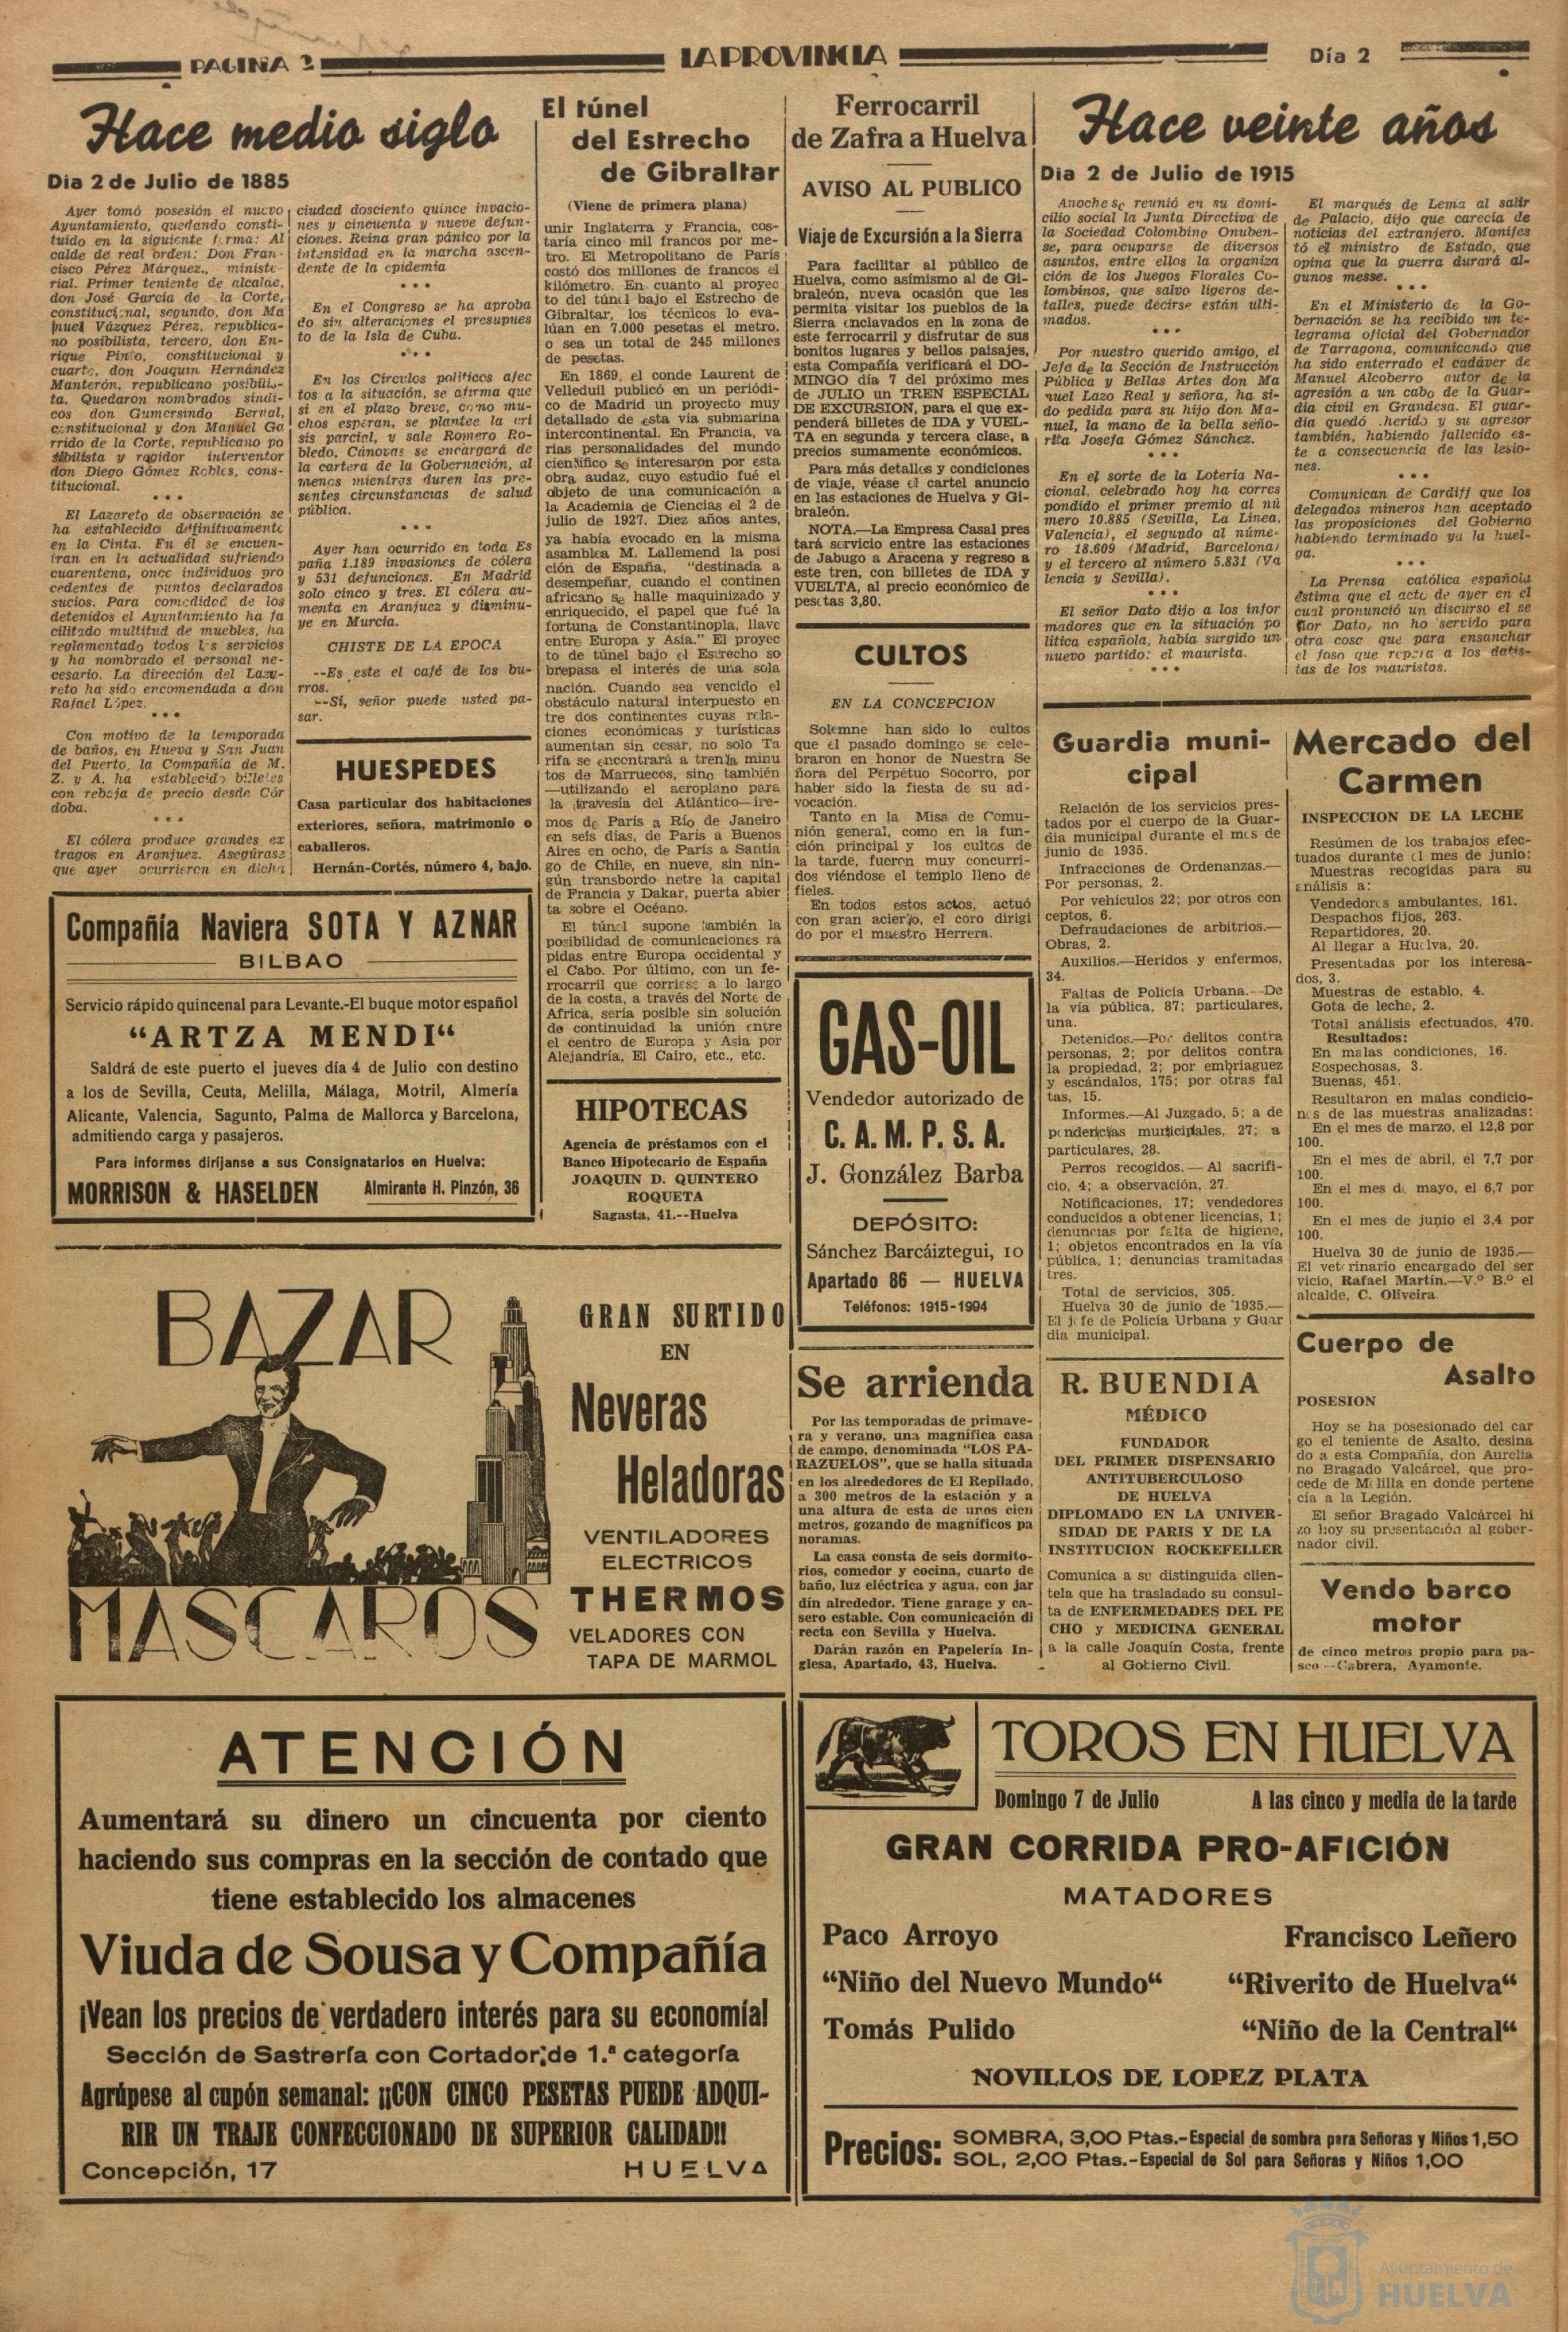 PAGINA 2
LA PROVINCIA
Día 2
Hace medio siglo
Dia 2 de Julio de 1885
Ayer tomó posesión el nuevo
Ayuntamiento, quedando consti-
tuido en la siguiente forma: Al
calde de real orden: Don Fran-
cisco Pérez Márquez., ministe-
rial. Primer teniente de alcalde,
don José García de la Corte,
constitucional, segundo, don Ma
nuel Vázquez Pérez, republica-
no posibilista, tercero, don En-
rique Pinto, constitucional y
cuarto, don Joaquin Hernández
Manterón, republicano posibilis-
ta. Quedaron nombrados sindi-
cos don Gumersindo Bernal,
constitucional y don Manuel Ga
rrido de la Corte, republicano po
sibilista y regidor interventor
don Diego Gómez Robles, cons-
titucional.
* * *
El Lazareto de observación se
ha establecido definitivamente
en la Cinta. En él se encuen-
tran en la actualidad sufriendo
cuarentena, once individuos pro
cedentes de puntos declarados
sucios. Para comodidad de los
detenidos el Ayuntamiento ha fa
cilitado multitud de muebles, ha
reglamentado todos los servicios
y ha nombrado el personal ne-
cesario. La dirección del Laza-
reto ha sido encomendada a don
Rafael López.
* * *
Con motivo de la temporada
de baños, en Hueva y San Juan
del Puerto, la Compañia de M.
Z. y A. ha establecido billetes
con rebaja de precio desde Cór
doba.
* * *
El cólera produce grandes ex
tragos en Aranjuez. Asegúrase
que ayer ocurrieron en dicha
ciudad dosciento quince invacio-
nes y cincuenta y nueve defun-
ciones. Reina gran pánico por la
intensidad en la marcha ascen-
dente de la epidemia
* * *
En el Congreso se ha aproba
do sin alteraciones el presupues
to de la Isla de Cuba.
* * *
En los Circulos politicos afec
tos a la situación, se afirma que
si en el plazo breve, como mu-
chos esperan, se plantee la cri
sis parcial, y sale Romero Ro-
bledo, Cánovas se encargará de
la cartera de la Gobernación, al
menos mientras duren las pre-
sentes circunstancias de salud
pública.
* * *
Ayer han ocurrido en toda Es
paña 1.189 invasiones de cólera
y 531 defunciones. En Madrid
solo cinco y tres. El cólera au-
menta en Aranjuez y disminu-
ye en Murcia.
CHISTE DE LA EPOCA
--Es este el café de los bu-
rros.
--Sí, señor puede usted pa-
sar.
HUESPEDES
Casa particular dos habitaciones
exteriores, señora, matrimonio o
caballeros.
Hernán-Cortés, número 4, bajo.
Compañía Naviera SOTA Y AZNAR
BILBAO
Servicio rápido quincenal para Levante.-El buque motor español
"ARTZA MENDI"
Saldrá de este puerto el jueves día 4 de Julio con destino
a los de Sevilla, Ceuta, Melilla, Málaga, Motril, Almería
Alicante, Valencia, Sagunto, Palma de Mallorca y Barcelona,
admitiendo carga y pasajeros.
Para informes diríjanse a sus Consignatarios en Huelva:
MORRISON & HASELDEN Almirante H. Pinzón, 36
El túnel
del Estrecho
de Gibraltar
(Viene de primera plana)
unir Inglaterra y Francia, cos-
taría cinco mil francos por me-
tro. El Metropolitano de París
costó dos millones de francos el
kilómetro. En cuanto al proyec
to del túnel bajo el Estrecho de
Gibraltar, los técnicos lo eva-
lúan en 7.000 pesetas el metro.
o sea un total de 245 millones
de pesetas.
En 1869, el conde Laurent de
Velleduil publicó en un periódi-
co de Madrid un proyecto muy
detallado de esta vía submarina
intercontinental. En Francia, va
rias personalidades del mundo
científico se interesaron por esta
obra audaz, cuyo estudio fué el
objeto de una comunicación a
la Academia de Ciencias el 2 de
julio de 1927. Diez años antes,
ya había evocado en la misma
asamblea M. Lallemend la posi
ción de España, "destinada a
desempeñar, cuando el continen
africano se halle maquinizado y
enriquecido, el papel que fué la
fortuna de Constantinopla, llave
entre Europa y Asia." El proyec
to de túnel bajo el Estrecho so
brepasa el interés de una sola
nación. Cuando sea vencido el
obstáculo natural interpuesto en
tre dos continentes cuyas rela-
ciones económicas y turísticas
aumentan sin cesar, no solo Ta
rifa se encontrará a trenta minu
tos de Marruecos, sino también
—utilizando el aeroplano para
la travesía del Atlántico—ire-
mos de París a Río de Janeiro
en seis días, de París a Buenos
Aires en ocho, de París a Santia
go de Chile, en nueve, sin nin-
gún transbordo netre la capital
de Francia y Dakar, puerta abier
ta sobre el Océano.
El túnel supone también la
posibilidad de comunicaciones rá
pidas entre Europa occidental y
el Cabo. Por último, con un fe-
rrocarril que corriese a lo largo
de la costa, a través del Norte de
Africa, sería posible sin solución
de continuidad la unión entre
el centro de Europa y Asia por
Alejandría, El Cairo, etc., etc.
HIPOTECAS
Agencia de préstamos con el
Banco Hipotecario de España
JOAQUIN D. QUINTERO
ROQUETA
Sagasta, 41.--Huelva
Ferrocarril
de Zafra a Huelva
AVISO AL PUBLICO
Viaje de Excursión a la Sierra
Para facilitar al público de
Huelva, como asimismo al de Gi-
braleón, nueva ocasión que les
permita visitar los pueblos de la
Sierra enclavados en la zona de
este ferrocarril y disfrutar de sus
bonitos lugares y bellos paisajes,
esta Compañía verificará el DO-
MINGO día 7 del próximo mes
de JULIO un TREN ESPECIAL
DE EXCURSION, para el que ex-
penderá billetes de IDA y VUEL-
TA en segunda y tercera clase, a
precios sumamente económicos.
Para más detalles y condiciones
de viaje, véase el cartel anuncio
en las estaciones de Huelva y Gi-
braleón.
NOTA.—La Empresa Casal pres
tará servicio entre las estaciones
de Jabugo a Aracena y regreso a
este tren, con billetes de IDA y
VUELTA, al precio económico de
pesetas 3,80.
CULTOS
EN LA CONCEPCION
Solemne han sido lo cultos
que el pasado domingo se cele-
braron en honor de Nuestra Se
ñora del Perpétuo Socorro, por
haber sido la fiesta de su ad-
vocación.
Tanto en la Misa de Comu-
nión general, como en la fun-
ción principal y los cultos de
la tarde, fueron muy concurri-
dos viéndose el templo lleno de
fieles.
En todos estos actos, actuó
con gran acierto, el coro dirigi
do por el maestro Herrera.
GAS-OIL
Vendedor autorizado de
C. A. M. P. S. A.
J. González Barba
DEPÓSITO:
Sánchez Barcáiztegui, 10
Apartado 86 — HUELVA
Teléfonos: 1915-1994
Hace veinte años
Dia 2 de Julio de 1915
Anoche se reunió en su domi-
cilio social la Junta Directiva de
la Sociedad Colombina Onuben-
se, para ocuparse de diversos
asuntos, entre ellos la organiza
ción de los Juegos Florales Co-
lombinos, que salvo ligeros de-
talles, puede decirse están ulti-
mados.
* * *
Por nuestro querido amigo, el
Jefe de la Sección de Instrucción
Pública y Bellas Artes don Ma
nuel Lazo Real y señora, ha si-
do pedida para su hijo don Ma-
nuel, la mano de la bella seño-
rita Josefa Gómez Sánchez.
* * *
En el sorte de la Loteria Na-
cional, celebrado hoy ha corres
pondido el primer premio al nú
mero 10.885 (Sevilla, La Linea,
Valencia), el segundo al núme-
ro 18.609 (Madrid, Barcelona)
y el tercero al número 5.831 (Va
lencia y Sevilla).
* * *
El señor Dato dijo a los infor
madores que en la situación po
lítica española, habia surgido un
nuevo partido: el maurista.
* * *
El marqués de Lema al salir
de Palacio, dijo que carecia de
noticias del extranjero. Manifes
tó el ministro de Estado, que
opina que la guerra durará al-
gunos messe.
* * *
En el Ministerio de la Go-
bernación se ha recibido un te-
legrama oficial del Gobernador
de Tarragona, comunicando que
ha sido enterrado el cadáver de
Manuel Alcoberro autor de la
agresión a un cabo de la Guar-
dia civil en Grandesa. El guar-
dia quedó herido y su agresor
también, habiendo fallecido es-
te a consecuencia de las lesio-
nes.
* * *
Comunican de Cardiff que los
delegados mineros han aceptado
las proposiciones del Gobierno
habiendo terminado ya la huel-
ga.
* * *
La Prensa católica española
estima que el acto de ayer en el
cual pronunció un discurso el se
ñor Dato, no ho servido para
otra cosc que para ensanchar
el foso que repara a los datis-
tas de los mauristas.
Guardia muni-
cipal
Relación de los servicios pres-
tados por el cuerpo de la Guar-
dia municipal durante el mes de
junio de 1935.
Infracciones de Ordenanzas.—
Por personas, 2.
Por vehículos 22; por otros con
ceptos, 6.
Defraudaciones de arbitrios.—
Obras, 2.
Auxilios.—Heridos y enfermos,
34.
Faltas de Policía Urbana.--De
la vía pública, 87; particulares,
una.
Detenidos.—Por delitos contra
personas, 2; por delitos contra
la propiedad, 2; por embriaguez
y escándalos, 175; por otras fal
tas, 15.
Informes.—Al Juzgado, 5; a de
pendencias municipales, 27; a
particulares, 28.
Perros recogidos.—Al sacrifi-
cio, 4; a observación, 27.
Notificaciones, 17; vendedores
conducidos a obtener licencias, 1;
denuncias por falta de higiene,
1; objetos encontrados en la vía
pública, 1; denuncias tramitadas
tres.
Total de servicios, 305.
Huelva 30 de junio de 1935.—
El jefe de Policía Urbana y Guar
dia municipal.
Mercado del
Carmen
INSPECCION DE LA LECHE
Resúmen de los trabajos efec-
tuados durante el mes de junio:
Muestras recogidas para su
análisis a:
Vendedores ambulantes, 161.
Despachos fijos, 263.
Repartidores, 20.
Al llegar a Huelva, 20.
Presentadas por los interesa-
dos, 3.
Muestras de establo, 4.
Gota de leche, 2.
Total análisis efectuados, 470.
Resultados:
En malas condiciones, 16.
Sospechosas, 3.
Buenas, 451.
Resultaron en malas condicio-
nes de las muestras analizadas:
En el mes de marzo, el 12,8 por
100.
En el mes de abril, el 7,7 por
100.
En el mes de mayo, el 6,7 por
100.
En el mes de junio el 3,4 por
100.
Huelva 30 de junio de 1935.—
El veterinario encargado del ser
vicio, Rafael Martín.—V.º B.º el
alcalde, C. Oliveira.
BAZAR
MASCAROS
GRAN SURTIDO
EN
Neveras
Heladoras
VENTILADORES
ELECTRICOS
THERMOS
VELADORES CON
TAPA DE MARMOL
Se arrienda
Por las temporadas de primave-
ra y verano, una magnífica casa
de campo, denominada "LOS PA-
RAZUELOS", que se halla situada
en los alrededores de El Repilado,
a 300 metros de la estación y a
una altura de esta de unos cien
metros, gozando de magníficos pa
noramas.
La casa consta de seis dormito-
rios, comedor y cocina, cuarto de
baño, luz eléctrica y agua, con jar
dín alrededor. Tiene garage y ca-
sero estable. Con comunicación di
recta con Sevilla y Huelva.
Darán razón en Papelería In-
glesa, Apartado, 43, Huelva.
R. BUENDIA
MÉDICO
FUNDADOR
DEL PRIMER DISPENSARIO
ANTITUBERCULOSO
DE HUELVA
DIPLOMADO EN LA UNIVER-
SIDAD DE PARIS Y DE LA
INSTITUCION ROCKEFELLER
Comunica a su distinguida clien-
tela que ha trasladado su consul-
ta de ENFERMEDADES DEL PE
CHO y MEDICINA GENERAL
a la calle Joaquín Costa, frente
al Gobierno Civil.
Cuerpo de
Asalto
POSESION
Hoy se ha posesionado del car
go el teniente de Asalto, desina
do a esta Compañía, don Aurelia
no Bragado Valcárcel, que pro-
cede de Melilla en donde pertene
cía a la Legión.
El señor Bragado Valcárcel hi
zo hoy su presentación al gober-
nador civil.
Vendo barco
motor
de cinco metros propio para pa-
seo--Cabrera, Ayamonte.
ATENCIÓN
Aumentará su dinero un cincuenta por ciento
haciendo sus compras en la sección de contado que
tiene establecido los almacenes
Viuda de Sousa y Compañía
¡Vean los precios de verdadero interés para su economía!
Sección de Sastrería con Cortador de 1.ª categoría
Agrúpese al cupón semanal: ¡¡CON CINCO PESETAS PUEDE ADQUI-
RIR UN TRAJE CONFECCIONADO DE SUPERIOR CALIDAD!!
Concepción, 17 HUELVA
TOROS EN HUELVA
Domingo 7 de Julio A las cinco y media de la tarde
GRAN CORRIDA PRO-AFICIÓN
MATADORES
Paco Arroyo Francisco Leñero
"Niño del Nuevo Mundo" "Riverito de Huelva"
Tomás Pulido "Niño de la Central"
NOVILLOS DE LOPEZ PLATA
Precios: SOMBRA, 3,00 Ptas.-Especial de sombra para Señoras y Niños 1,50
SOL, 2,00 Ptas.-Especial de Sol para Señoras y Niños 1,00
Ayuntamiento de
HUELVA